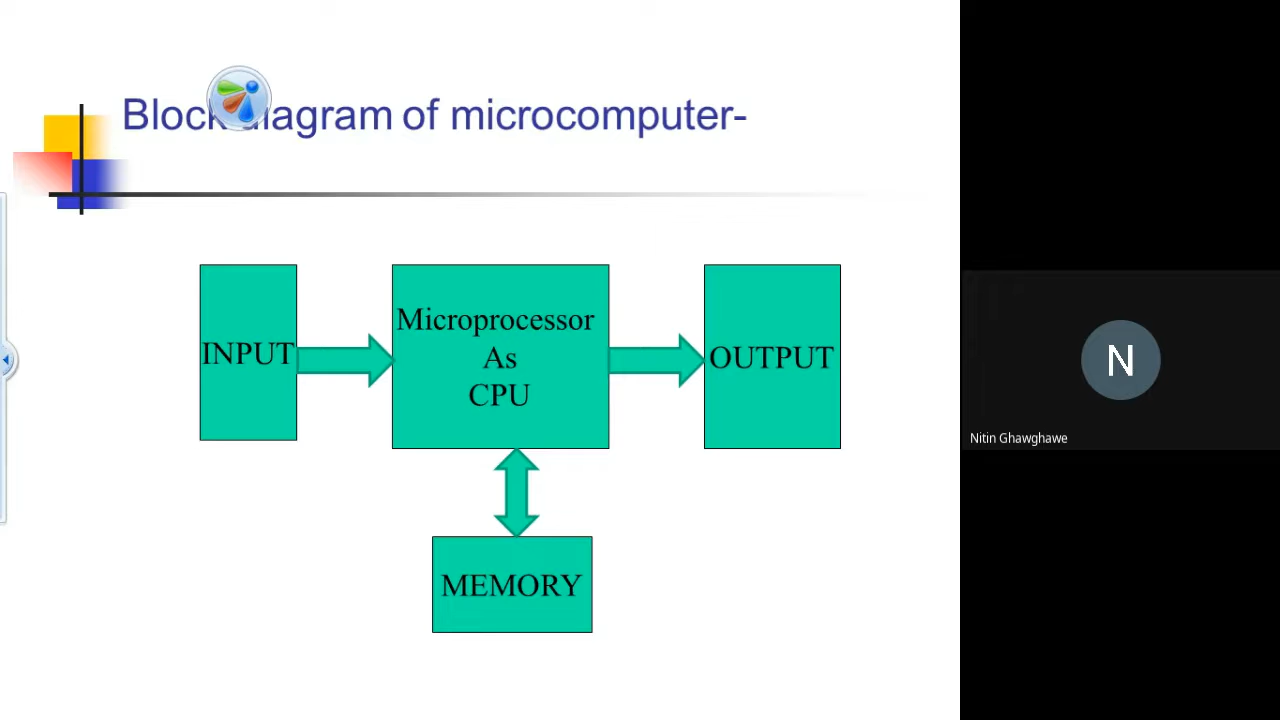 Block diagram of microcomputer-
INPUT
Microprocessor
As
CPU
OUTPUT
MEMORY
N
Nitin Ghawghawe